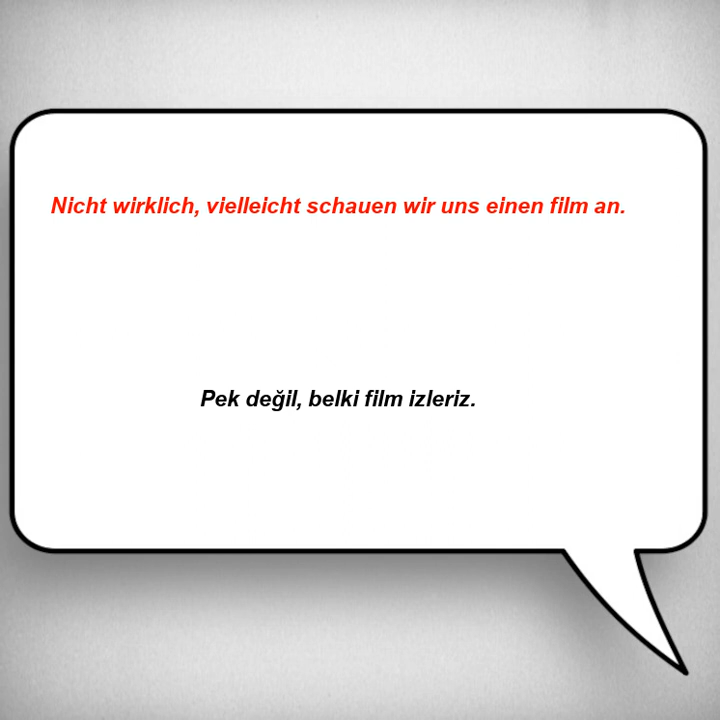 Nicht wirklich, vielleicht schauen wir uns einen film an.
Pek değil, belki film izleriz.